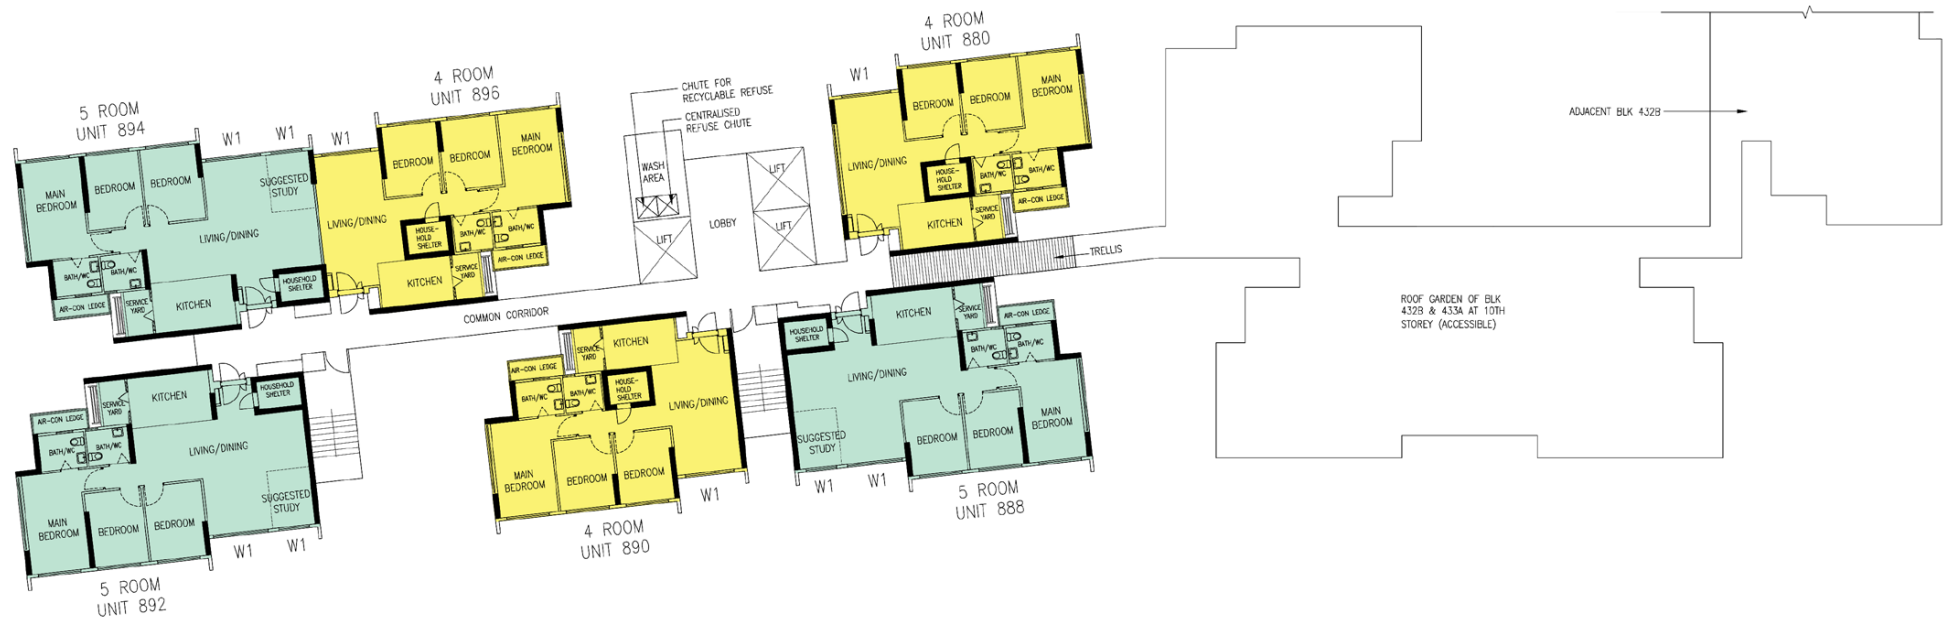 5 ROOM
UNIT 894
W1
W1
MAIN
BEDROOM
BEDROOM
BEDROOM
SUGGESTED
STUDY
LIVING/DINING
BATH/WC
BATH/WC
AIR-CON LEDGE
SERVICE
YARD
KITCHEN
HOUSEHOLD
SHELTER
4 ROOM
UNIT 896
W1
BEDROOM
BEDROOM
MAIN
BEDROOM
LIVING/DINING
HOUSE-
HOLD
SHELTER
BATH/WC
BATH/WC
AIR-CON LEDGE
KITCHEN
SERVICE
YARD
CHUTE FOR
RECYCLABLE REFUSE
CENTRALISED
REFUSE CHUTE
WASH
AREA
LIFT
LOBBY
LIFT
LIFT
4 ROOM
UNIT 880
W1
BEDROOM
BEDROOM
MAIN
BEDROOM
LIVING/DINING
HOUSE-
HOLD
SHELTER
BATH/WC
BATH/WC
AIR-CON LEDGE
KITCHEN
SERVICE
YARD
TRELLIS
ADJACENT BLK 432B
ROOF GARDEN OF BLK
432B & 433A AT 10TH
STOREY (ACCESSIBLE)
COMMON CORRIDOR
AIR-CON LEDGE
SERVICE
YARD
KITCHEN
HOUSEHOLD
SHELTER
BATH/WC
BATH/WC
LIVING/DINING
MAIN
BEDROOM
BEDROOM
BEDROOM
SUGGESTED
STUDY
W1
W1
5 ROOM
UNIT 892
AIR-CON LEDGE
SERVICE
YARD
KITCHEN
BATH/WC
BATH/WC
HOUSE-
HOLD
SHELTER
LIVING/DINING
MAIN
BEDROOM
BEDROOM
BEDROOM
W1
4 ROOM
UNIT 890
HOUSEHOLD
SHELTER
KITCHEN
SERVICE
YARD
AIR-CON LEDGE
BATH/WC
BATH/WC
LIVING/DINING
SUGGESTED
STUDY
BEDROOM
BEDROOM
MAIN
BEDROOM
W1
W1
5 ROOM
UNIT 888